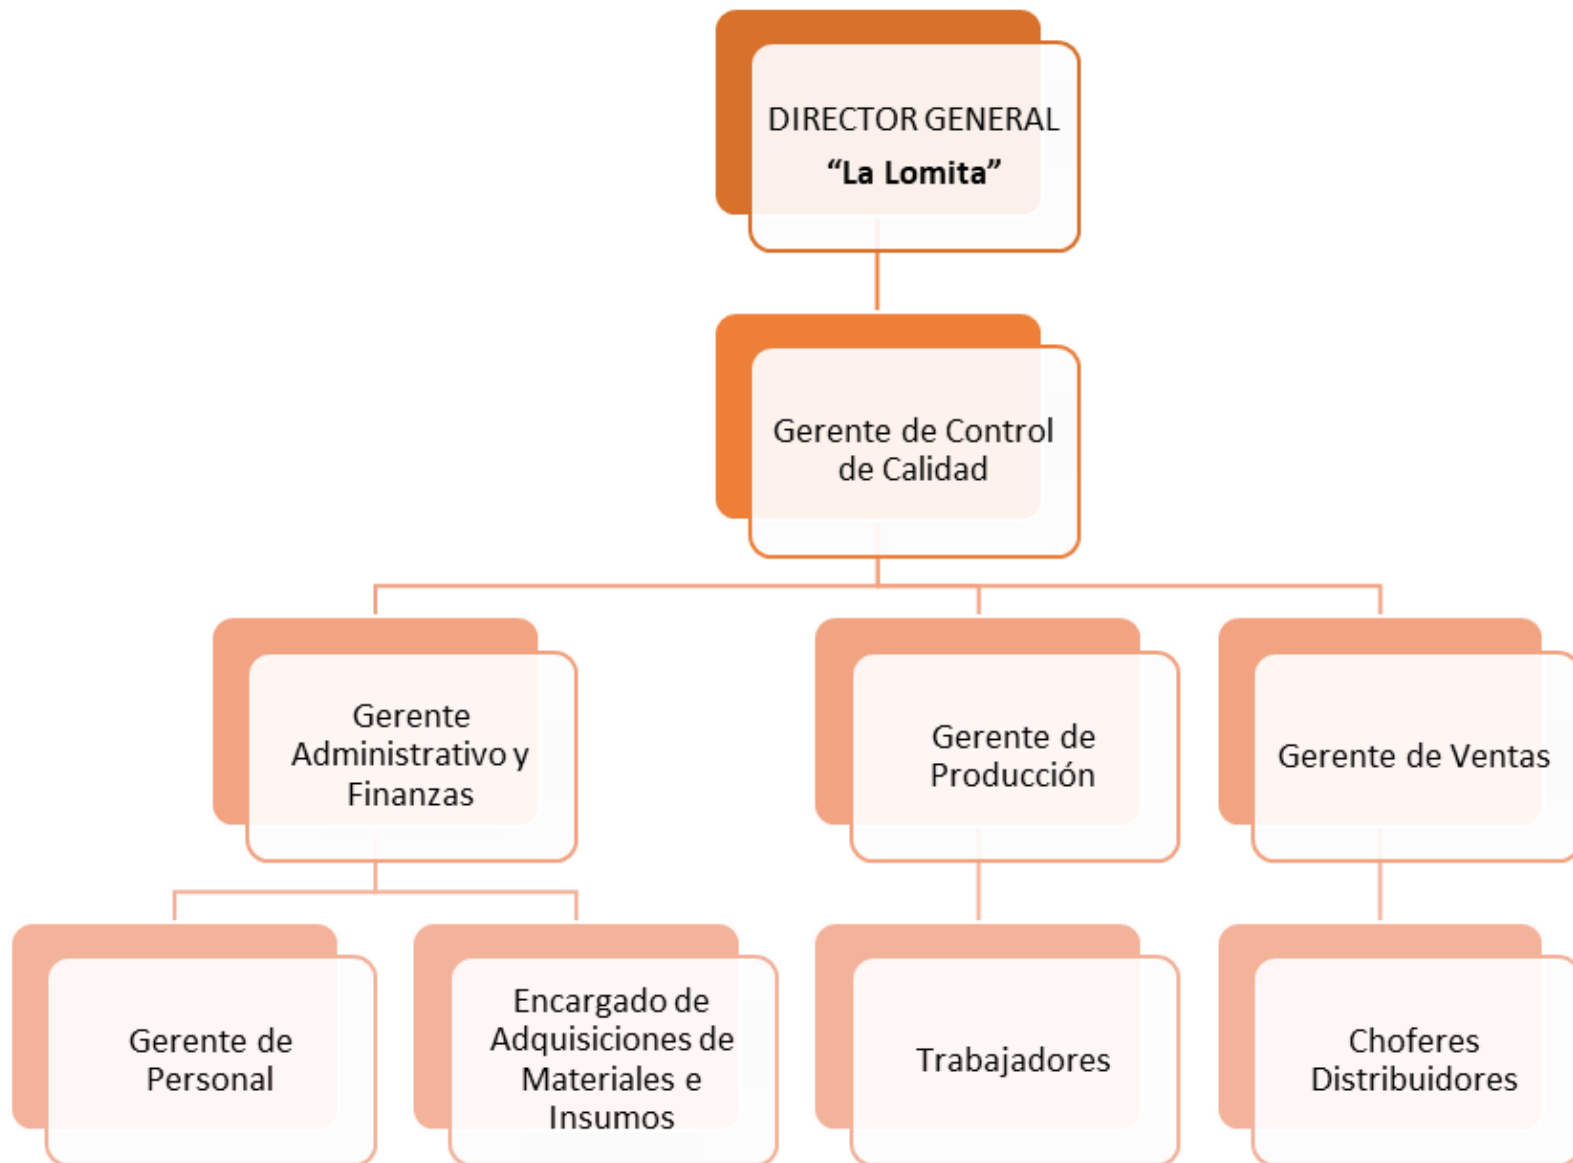 DIRECTOR GENERAL
“La Lomita”
Gerente de Control
de Calidad
Gerente
Administrativo y
Finanzas
Gerente de
Producción
Gerente de Ventas
Gerente de
Personal
Encargado de
Adquisiciones de
Materiales e
Insumos
Trabajadores
Choferes
Distribuidores